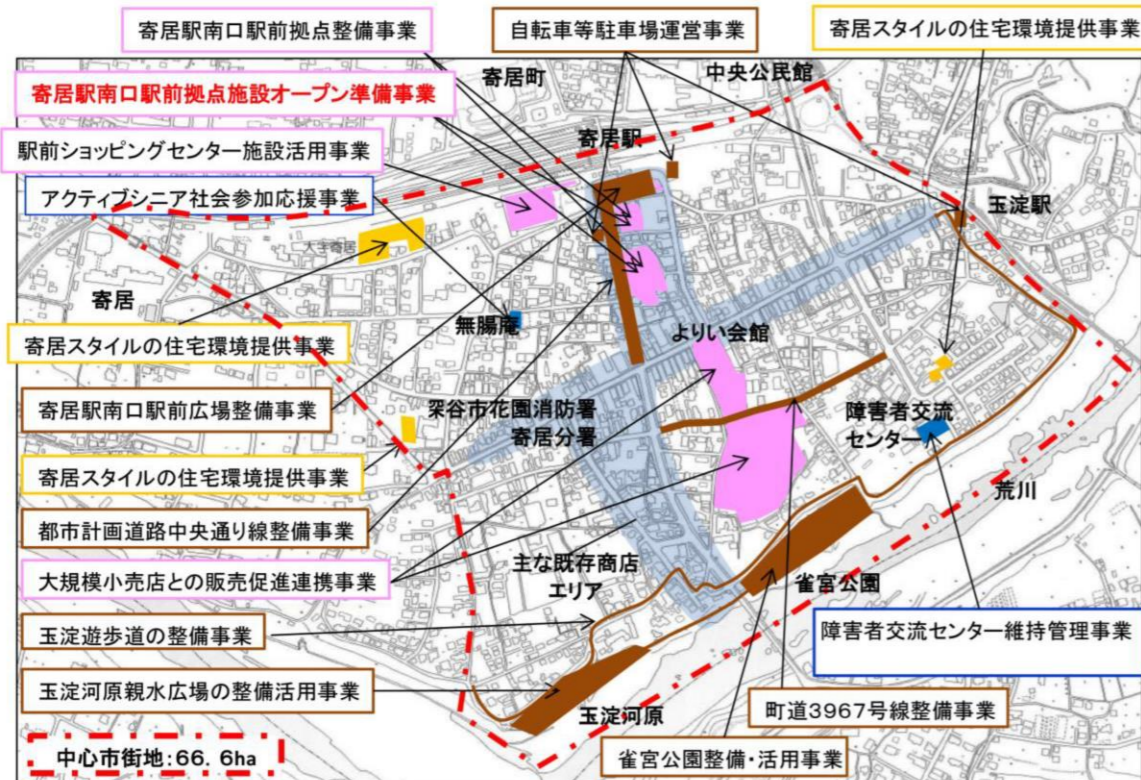 寄居駅南口駅前拠点整備事業
自転車等駐車場運営事業
寄居スタイルの住宅環境提供事業
寄居町
中央公民館
寄居駅南口駅前拠点施設オープン準備事業
寄居駅
駅前ショッピングセンター施設活用事業
アクティブシニア社会参加応援事業
玉淀駅
大字寄居
寄居
無腸庵
よりい会館
寄居スタイルの住宅環境提供事業
寄居駅南口駅前広場整備事業
深谷市花園消防署
寄居分署
障害者交流
センター
寄居スタイルの住宅環境提供事業
荒川
都市計画道路中央通り線整備事業
大規模小売店との販売促進連携事業
主な既存商店
エリア
雀宮公園
玉淀遊歩道の整備事業
障害者交流センター維持管理事業
玉淀河原親水広場の整備活用事業
玉淀河原
町道3967号線整備事業
雀宮公園整備・活用事業
中心市街地:66. 6ha